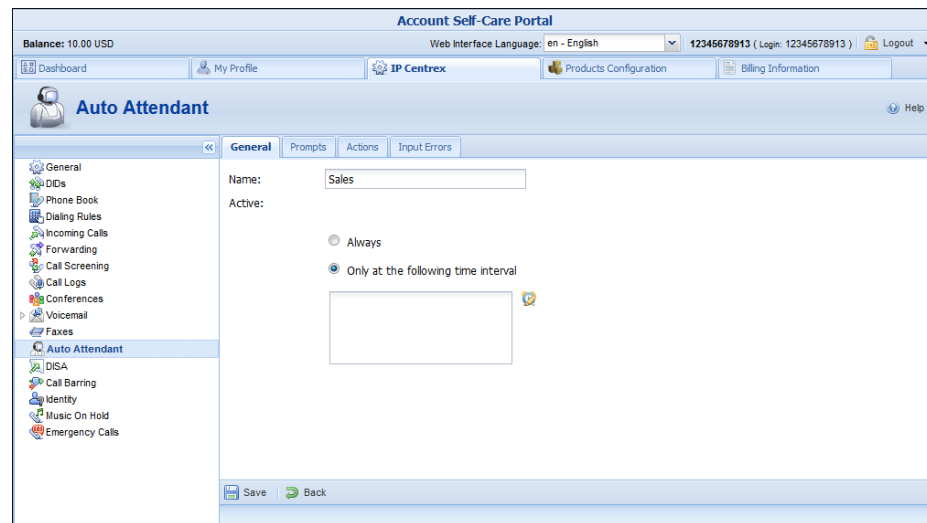 Account Self-Care Portal
Balance: 10.00 USD Web Interface Language: en - English 12345678913 ( Login: 12345678913 ) Logout
Dashboard My Profile IP Centrex Products Configuration Billing Information
Auto Attendant Help
General Prompts Actions Input Errors
General
DIDs
Phone Book
Dialing Rules
Incoming Calls
Forwarding
Call Screening
Call Logs
Conferences
Voicemail
Faxes
Auto Attendant
DISA
Call Barring
Identity
Music On Hold
Emergency Calls
Name: Sales
Active:
Always
Only at the following time interval
Save Back